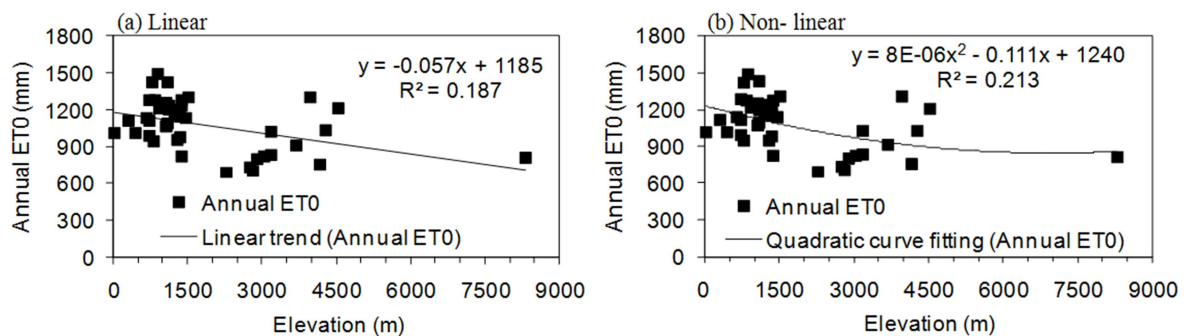 (a) Linear
1800
1500
1200
900
600
300
0
Annual ET0 (mm)
y = -0.057x + 1185
R² = 0.187
Annual ET0
Linear trend (Annual ET0)
0 1500 3000 4500 6000 7500 9000
Elevation (m)
(b) Non- linear
1800
1500
1200
900
600
300
0
Annual ET0 (mm)
y = 8E-06x² - 0.111x + 1240
R² = 0.213
Annual ET0
Quadratic curve fitting (Annual ET0)
0 1500 3000 4500 6000 7500 9000
Elevation (m)